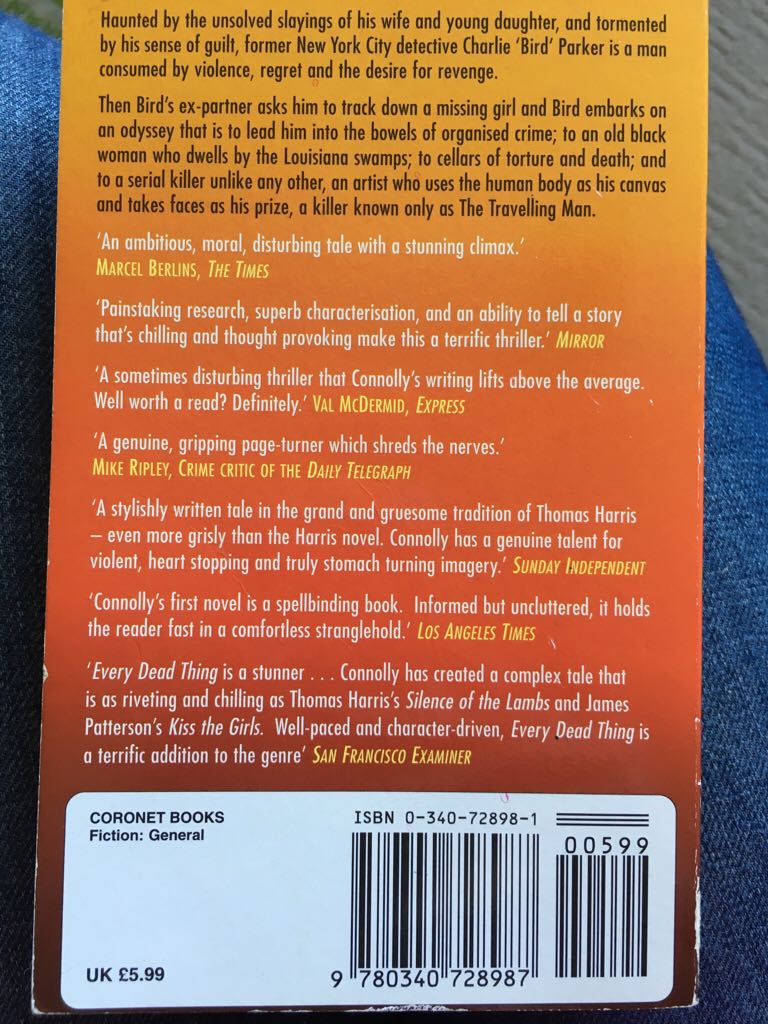 Haunted by the unsolved slayings of his wife and young daughter, and tormented
by his sense of guilt, former New York City detective Charlie ‘Bird’ Parker is a man
consumed by violence, regret and the desire for revenge.
Then Bird’s ex-partner asks him to track down a missing girl and Bird embarks on
an odyssey that is to lead him into the bowels of organised crime; to an old black
woman who dwells by the Louisiana swamps; to cellars of torture and death; and
to a serial killer unlike any other, an artist who uses the human body as his canvas
and takes faces as his prize, a killer known only as The Travelling Man.
‘An ambitious, moral, disturbing tale with a stunning climax.’
MARCEL BERLINS, THE TIMES
‘Painstaking research, superb characterisation, and an ability to tell a story
that’s chilling and thought provoking make this a terrific thriller.’ MIRROR
‘A sometimes disturbing thriller that Connolly’s writing lifts above the average.
Well worth a read? Definitely.’ VAL MCDERMID, EXPRESS
‘A genuine, gripping page-turner which shreds the nerves.’
MIKE RIPLEY, CRIME CRITIC OF THE DAILY TELEGRAPH
‘A stylishly written tale in the grand and gruesome tradition of Thomas Harris
– even more grisly than the Harris novel. Connolly has a genuine talent for
violent, heart stopping and truly stomach turning imagery.’ SUNDAY INDEPENDENT
‘Connolly’s first novel is a spellbinding book. Informed but uncluttered, it holds
the reader fast in a comfortless stranglehold.’ LOS ANGELES TIMES
‘Every Dead Thing is a stunner . . . Connolly has created a complex tale that
is as riveting and chilling as Thomas Harris’s Silence of the Lambs and James
Patterson’s Kiss the Girls. Well-paced and character-driven, Every Dead Thing is
a terrific addition to the genre’ SAN FRANCISCO EXAMINER
CORONET BOOKS
Fiction: General
UK £5.99
ISBN 0-340-72898-1
00599
9 780340 728987